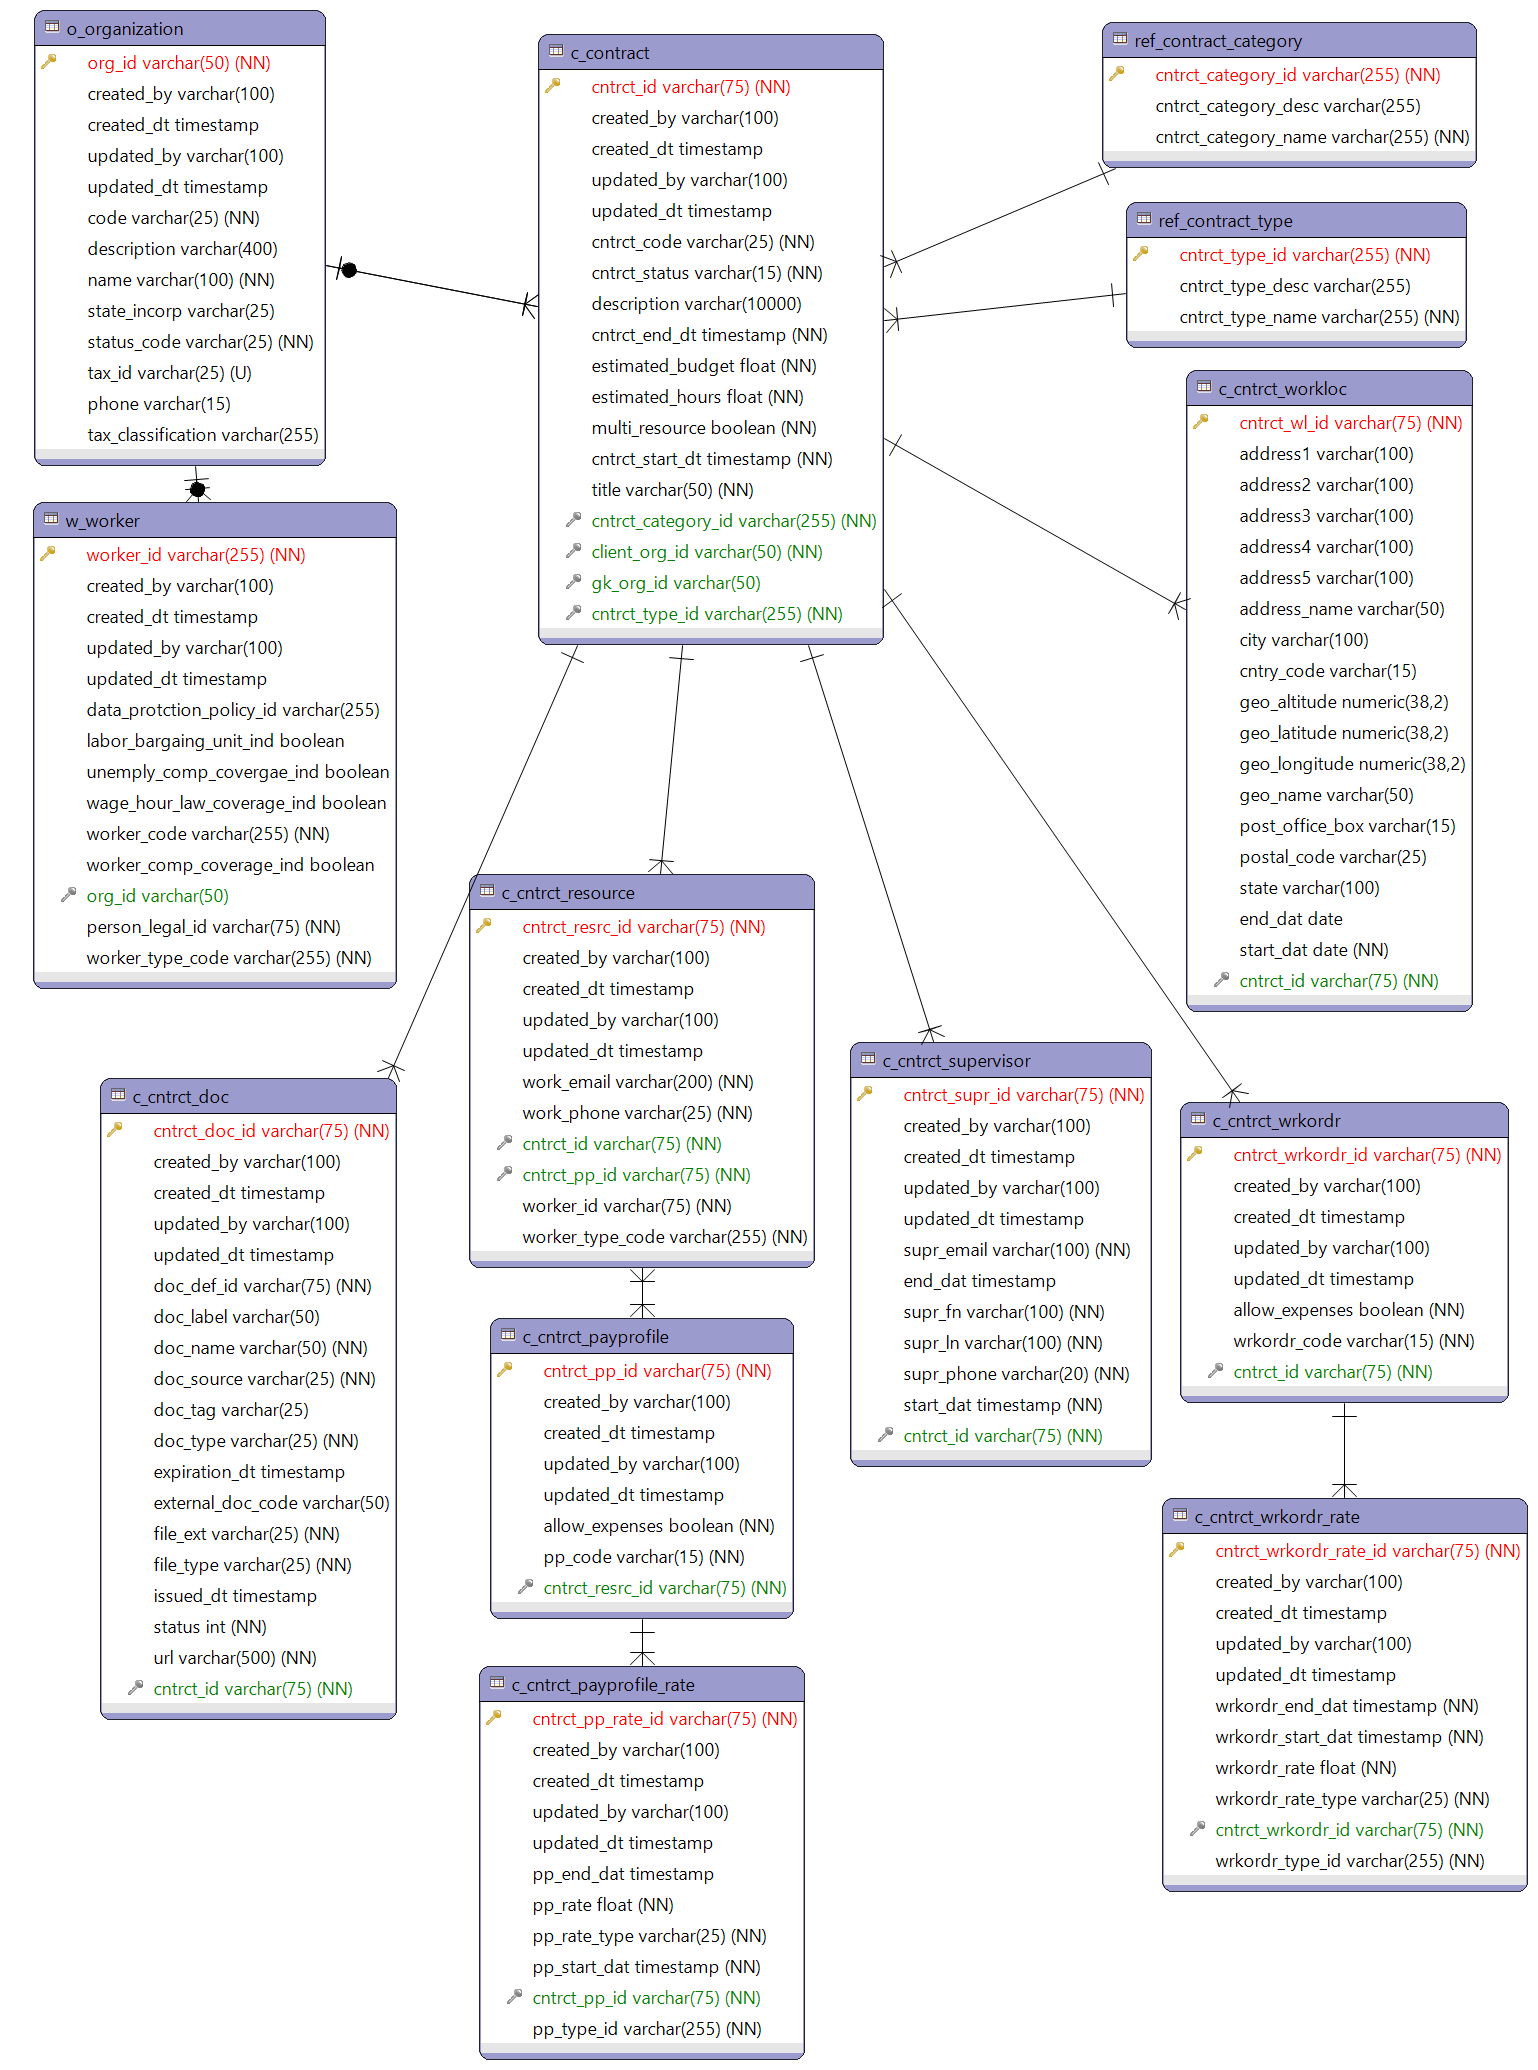 o_organization
org_id varchar(50) (NN)
created_by varchar(100)
created_dt timestamp
updated_by varchar(100)
updated_dt timestamp
code varchar(25) (NN)
description varchar(400)
name varchar(100) (NN)
state_incorp varchar(25)
status_code varchar(25) (NN)
tax_id varchar(25) (U)
phone varchar(15)
tax_classification varchar(255)
w_worker
worker_id varchar(255) (NN)
created_by varchar(100)
created_dt timestamp
updated_by varchar(100)
updated_dt timestamp
data_protction_policy_id varchar(255)
labor_bargaing_unit_ind boolean
unemply_comp_covergae_ind boolean
wage_hour_law_coverage_ind boolean
worker_code varchar(255) (NN)
worker_comp_coverage_ind boolean
org_id varchar(50)
person_legal_id varchar(75) (NN)
worker_type_code varchar(255) (NN)
c_contract
cntrct_id varchar(75) (NN)
created_by varchar(100)
created_dt timestamp
updated_by varchar(100)
updated_dt timestamp
cntrct_code varchar(25) (NN)
cntrct_status varchar(15) (NN)
description varchar(10000)
cntrct_end_dt timestamp (NN)
estimated_budget float (NN)
estimated_hours float (NN)
multi_resource boolean (NN)
cntrct_start_dt timestamp (NN)
title varchar(50) (NN)
cntrct_category_id varchar(255) (NN)
client_org_id varchar(50) (NN)
gk_org_id varchar(50)
cntrct_type_id varchar(255) (NN)
ref_contract_category
cntrct_category_id varchar(255) (NN)
cntrct_category_desc varchar(255)
cntrct_category_name varchar(255) (NN)
ref_contract_type
cntrct_type_id varchar(255) (NN)
cntrct_type_desc varchar(255)
cntrct_type_name varchar(255) (NN)
c_cntrct_workloc
cntrct_wl_id varchar(75) (NN)
address1 varchar(100)
address2 varchar(100)
address3 varchar(100)
address4 varchar(100)
address5 varchar(100)
address_name varchar(50)
city varchar(100)
cntry_code varchar(15)
geo_altitude numeric(38,2)
geo_latitude numeric(38,2)
geo_longitude numeric(38,2)
geo_name varchar(50)
post_office_box varchar(15)
postal_code varchar(25)
state varchar(100)
end_dat date
start_dat date (NN)
cntrct_id varchar(75) (NN)
c_cntrct_doc
cntrct_doc_id varchar(75) (NN)
created_by varchar(100)
created_dt timestamp
updated_by varchar(100)
updated_dt timestamp
doc_def_id varchar(75) (NN)
doc_label varchar(50)
doc_name varchar(50) (NN)
doc_source varchar(25) (NN)
doc_tag varchar(25)
doc_type varchar(25) (NN)
expiration_dt timestamp
external_doc_code varchar(50)
file_ext varchar(25) (NN)
file_type varchar(25) (NN)
issued_dt timestamp
status int (NN)
url varchar(500) (NN)
cntrct_id varchar(75) (NN)
c_cntrct_resource
cntrct_resrc_id varchar(75) (NN)
created_by varchar(100)
created_dt timestamp
updated_by varchar(100)
updated_dt timestamp
work_email varchar(200) (NN)
work_phone varchar(25) (NN)
cntrct_id varchar(75) (NN)
cntrct_pp_id varchar(75) (NN)
worker_id varchar(75) (NN)
worker_type_code varchar(255) (NN)
c_cntrct_payprofile
cntrct_pp_id varchar(75) (NN)
created_by varchar(100)
created_dt timestamp
updated_by varchar(100)
updated_dt timestamp
allow_expenses boolean (NN)
pp_code varchar(15) (NN)
cntrct_resrc_id varchar(75) (NN)
c_cntrct_payprofile_rate
cntrct_pp_rate_id varchar(75) (NN)
created_by varchar(100)
created_dt timestamp
updated_by varchar(100)
updated_dt timestamp
pp_end_dat timestamp
pp_rate float (NN)
pp_rate_type varchar(25) (NN)
pp_start_dat timestamp (NN)
cntrct_pp_id varchar(75) (NN)
pp_type_id varchar(255) (NN)
c_cntrct_supervisor
cntrct_supr_id varchar(75) (NN)
created_by varchar(100)
created_dt timestamp
updated_by varchar(100)
updated_dt timestamp
supr_email varchar(100) (NN)
end_dat timestamp
supr_fn varchar(100) (NN)
supr_ln varchar(100) (NN)
supr_phone varchar(20) (NN)
start_dat timestamp (NN)
cntrct_id varchar(75) (NN)
c_cntrct_wrkordr
cntrct_wrkordr_id varchar(75) (NN)
created_by varchar(100)
created_dt timestamp
updated_by varchar(100)
updated_dt timestamp
allow_expenses boolean (NN)
wrkordr_code varchar(15) (NN)
cntrct_id varchar(75) (NN)
c_cntrct_wrkordr_rate
cntrct_wrkordr_rate_id varchar(75) (NN)
created_by varchar(100)
created_dt timestamp
updated_by varchar(100)
updated_dt timestamp
wrkordr_end_dat timestamp (NN)
wrkordr_start_dat timestamp (NN)
wrkordr_rate float (NN)
wrkordr_rate_type varchar(25) (NN)
cntrct_wrkordr_id varchar(75) (NN)
wrkordr_type_id varchar(255) (NN)